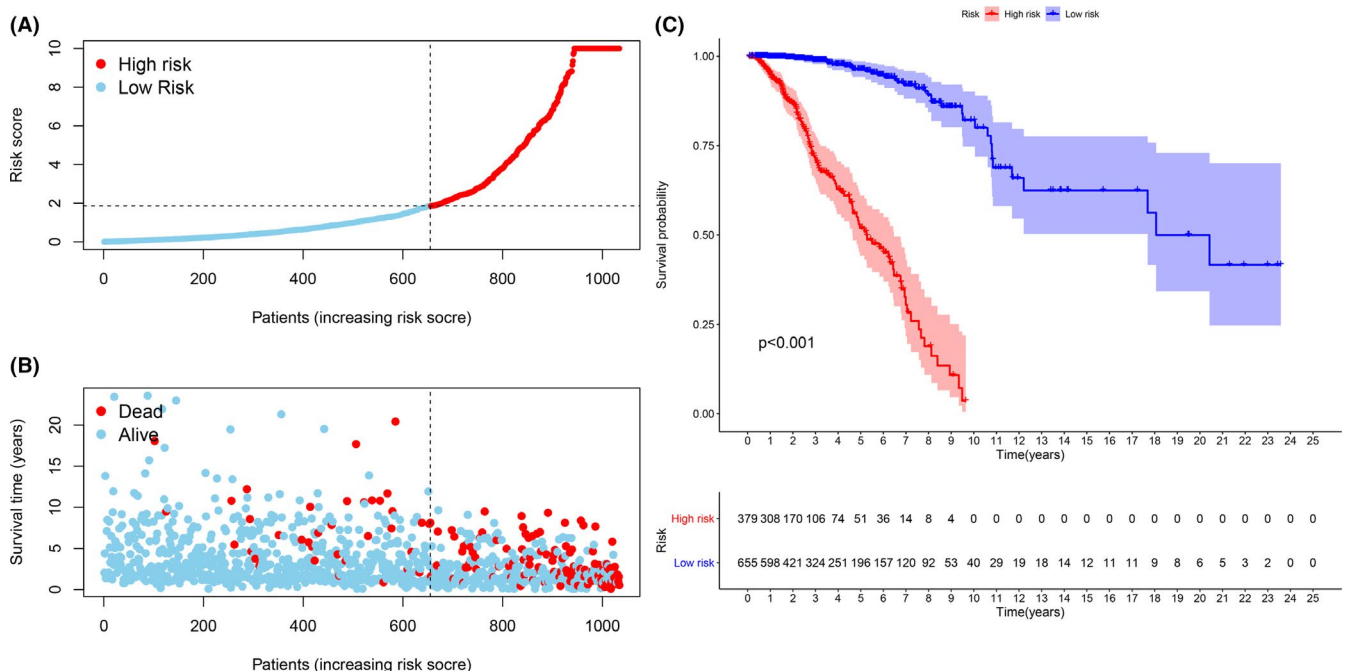 (A)
Risk score
10
8
6
4
2
0
High risk
Low Risk
0 200 400 600 800 1000
Patients (increasing risk socre)
(B)
Survival time (years)
20
15
10
5
0
Dead
Alive
0 200 400 600 800 1000
Patients (increasing risk socre)
(C)
Risk High risk Low risk
Survival probability
1.00
0.75
0.50
0.25
0.00
p<0.001
0 1 2 3 4 5 6 7 8 9 10 11 12 13 14 15 16 17 18 19 20 21 22 23 24 25
Time(years)
Risk
High risk 379 308 170 106 74 51 36 14 8 4 0 0 0 0 0 0 0 0 0 0 0 0 0 0 0 0
Low risk 655 598 421 324 251 196 157 120 92 53 40 29 19 18 14 12 11 11 9 8 6 5 3 2 0 0
0 1 2 3 4 5 6 7 8 9 10 11 12 13 14 15 16 17 18 19 20 21 22 23 24 25
Time(years)